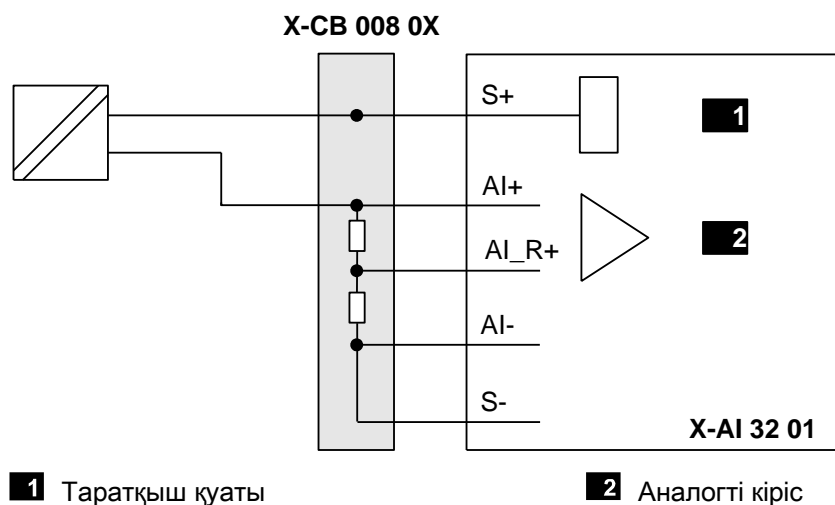 X-CB 008 0X
S+
1
AI+
2
AI_R+
AI-
S-
X-AI 32 01
1 Таратқыш қуаты
2 Аналогті кіріс